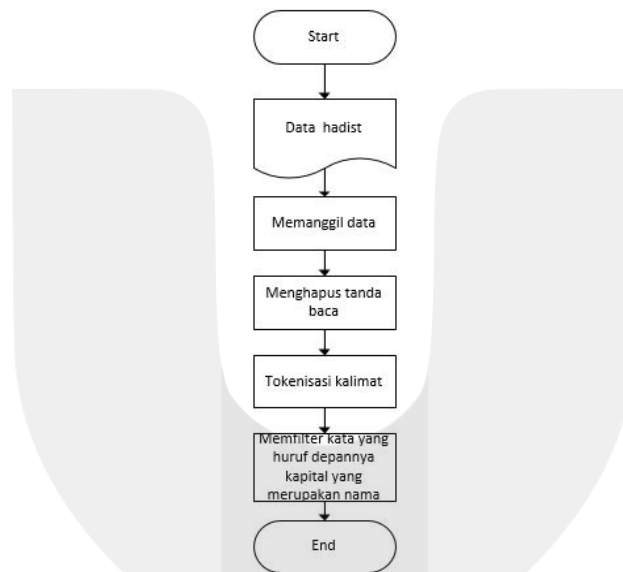 Start
Data hadist
Memanggil data
Menghapus tanda
baca
Tokenisasi kalimat
Memfilter kata yang
huruf depannya
kapital yang
merupakan nama
End